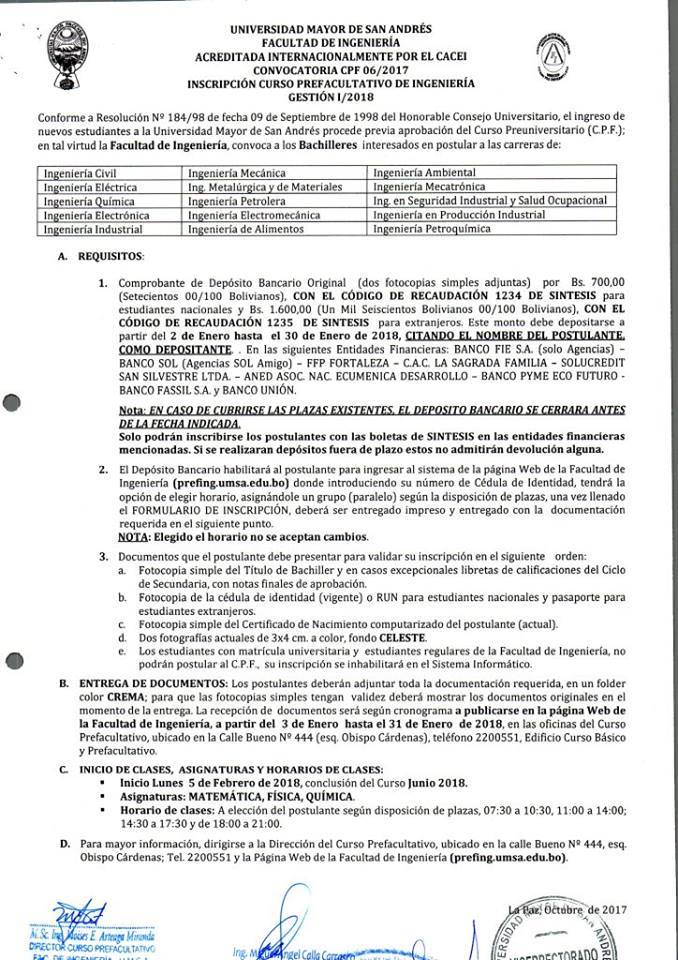 UNIVERSIDAD MAYOR DE SAN ANDRÉS
FACULTAD DE INGENIERÍA
ACREDITADA INTERNACIONALMENTE POR EL CACEI
CONVOCATORIA CPF 06/2017
INSCRIPCIÓN CURSO PREFACULTATIVO DE INGENIERÍA
GESTIÓN I/2018
Conforme a Resolución Nº 184/98 de fecha 09 de Septiembre de 1998 del Honorable Consejo Universitario, el ingreso de
nuevos estudiantes a la Universidad Mayor de San Andrés procede previa aprobación del Curso Preuniversitario (C.P.F.);
en tal virtud la Facultad de Ingeniería, convoca a los Bachilleres interesados en postular a las carreras de:
Ingeniería Civil Ingeniería Mecánica Ingeniería Ambiental
Ingeniería Eléctrica Ing. Metalúrgica y de Materiales Ingeniería Mecatrónica
Ingeniería Química Ingeniería Petrolera Ing. en Seguridad Industrial y Salud Ocupacional
Ingeniería Electrónica Ingeniería Electromecánica Ingeniería en Producción Industrial
Ingeniería Industrial Ingeniería de Alimentos Ingeniería Petroquímica
A. REQUISITOS:
1. Comprobante de Depósito Bancario Original (dos fotocopias simples adjuntas) por Bs. 700,00
(Setecientos 00/100 Bolivianos), CON EL CÓDIGO DE RECAUDACIÓN 1234 DE SINTESIS para
estudiantes nacionales y Bs. 1.600,00 (Un Mil Seiscientos Bolivianos 00/100 Bolivianos), CON EL
CÓDIGO DE RECAUDACIÓN 1235 DE SINTESIS para extranjeros. Este monto debe depositarse a
partir del 2 de Enero hasta el 30 de Enero de 2018, CITANDO EL NOMBRE DEL POSTULANTE,
COMO DEPOSITANTE. . En las siguientes Entidades Financieras: BANCO FIE S.A. (solo Agencias) –
BANCO SOL (Agencias SOL Amigo) – FFP FORTALEZA – C.A.C. LA SAGRADA FAMILIA – SOLUCREDIT
SAN SILVESTRE LTDA. – ANED ASOC. NAC. ECUMENICA DESARROLLO – BANCO PYME ECO FUTURO -
BANCO FASSIL S.A. y BANCO UNIÓN.
Nota: EN CASO DE CUBRIRSE LAS PLAZAS EXISTENTES, EL DEPOSITO BANCARIO SE CERRARA ANTES
DE LA FECHA INDICADA.
Solo podrán inscribirse los postulantes con las boletas de SINTESIS en las entidades financieras
mencionadas. Si se realizaran depósitos fuera de plazo estos no admitirán devolución alguna.
2. El Depósito Bancario habilitará al postulante para ingresar al sistema de la página Web de la Facultad de
Ingeniería (prefing.umsa.edu.bo) donde introduciendo su número de Cédula de Identidad, tendrá la
opción de elegir horario, asignándole un grupo (paralelo) según la disposición de plazas, una vez llenado
el FORMULARIO DE INSCRIPCIÓN, deberá ser entregado impreso y entregado con la documentación
requerida en el siguiente punto.
NOTA: Elegido el horario no se aceptan cambios.
3. Documentos que el postulante debe presentar para validar su inscripción en el siguiente orden:
a. Fotocopia simple del Título de Bachiller y en casos excepcionales libretas de calificaciones del Ciclo
de Secundaria, con notas finales de aprobación.
b. Fotocopia de la cédula de identidad (vigente) o RUN para estudiantes nacionales y pasaporte para
estudiantes extranjeros.
c. Fotocopia simple del Certificado de Nacimiento computarizado del postulante (actual).
d. Dos fotografías actuales de 3x4 cm. a color, fondo CELESTE.
e. Los estudiantes con matrícula universitaria y estudiantes regulares de la Facultad de Ingeniería, no
podrán postular al C.P.F., su inscripción se inhabilitará en el Sistema Informático.
B. ENTREGA DE DOCUMENTOS: Los postulantes deberán adjuntar toda la documentación requerida, en un folder
color CREMA; para que las fotocopias simples tengan validez deberá mostrar los documentos originales en el
momento de la entrega. La recepción de documentos será según cronograma a publicarse en la página Web de
la Facultad de Ingeniería, a partir del 3 de Enero hasta el 31 de Enero de 2018, en las oficinas del Curso
Prefacultativo, ubicado en la Calle Bueno Nº 444 (esq. Obispo Cárdenas), teléfono 2200551, Edificio Curso Básico
y Prefacultativo.
C. INICIO DE CLASES, ASIGNATURAS Y HORARIOS DE CLASES:
▪ Inicio Lunes 5 de Febrero de 2018, conclusión del Curso Junio 2018.
▪ Asignaturas: MATEMÁTICA, FÍSICA, QUÍMICA.
▪ Horario de clases: A elección del postulante según disposición de plazas, 07:30 a 10:30, 11:00 a 14:00;
14:30 a 17:30 y de 18:00 a 21:00.
D. Para mayor información, dirigirse a la Dirección del Curso Prefacultativo, ubicado en la calle Bueno Nº 444, esq.
Obispo Cárdenas; Tel. 2200551 y la Página Web de la Facultad de Ingeniería (prefing.umsa.edu.bo).
La Paz, Octubre de 2017
M. Sc. Ing. Moises E. Arteaga Miranda
DIRECTOR CURSO PREFACULTATIVO
Ing. Miguel Angel Calla
VICERRECTORADO